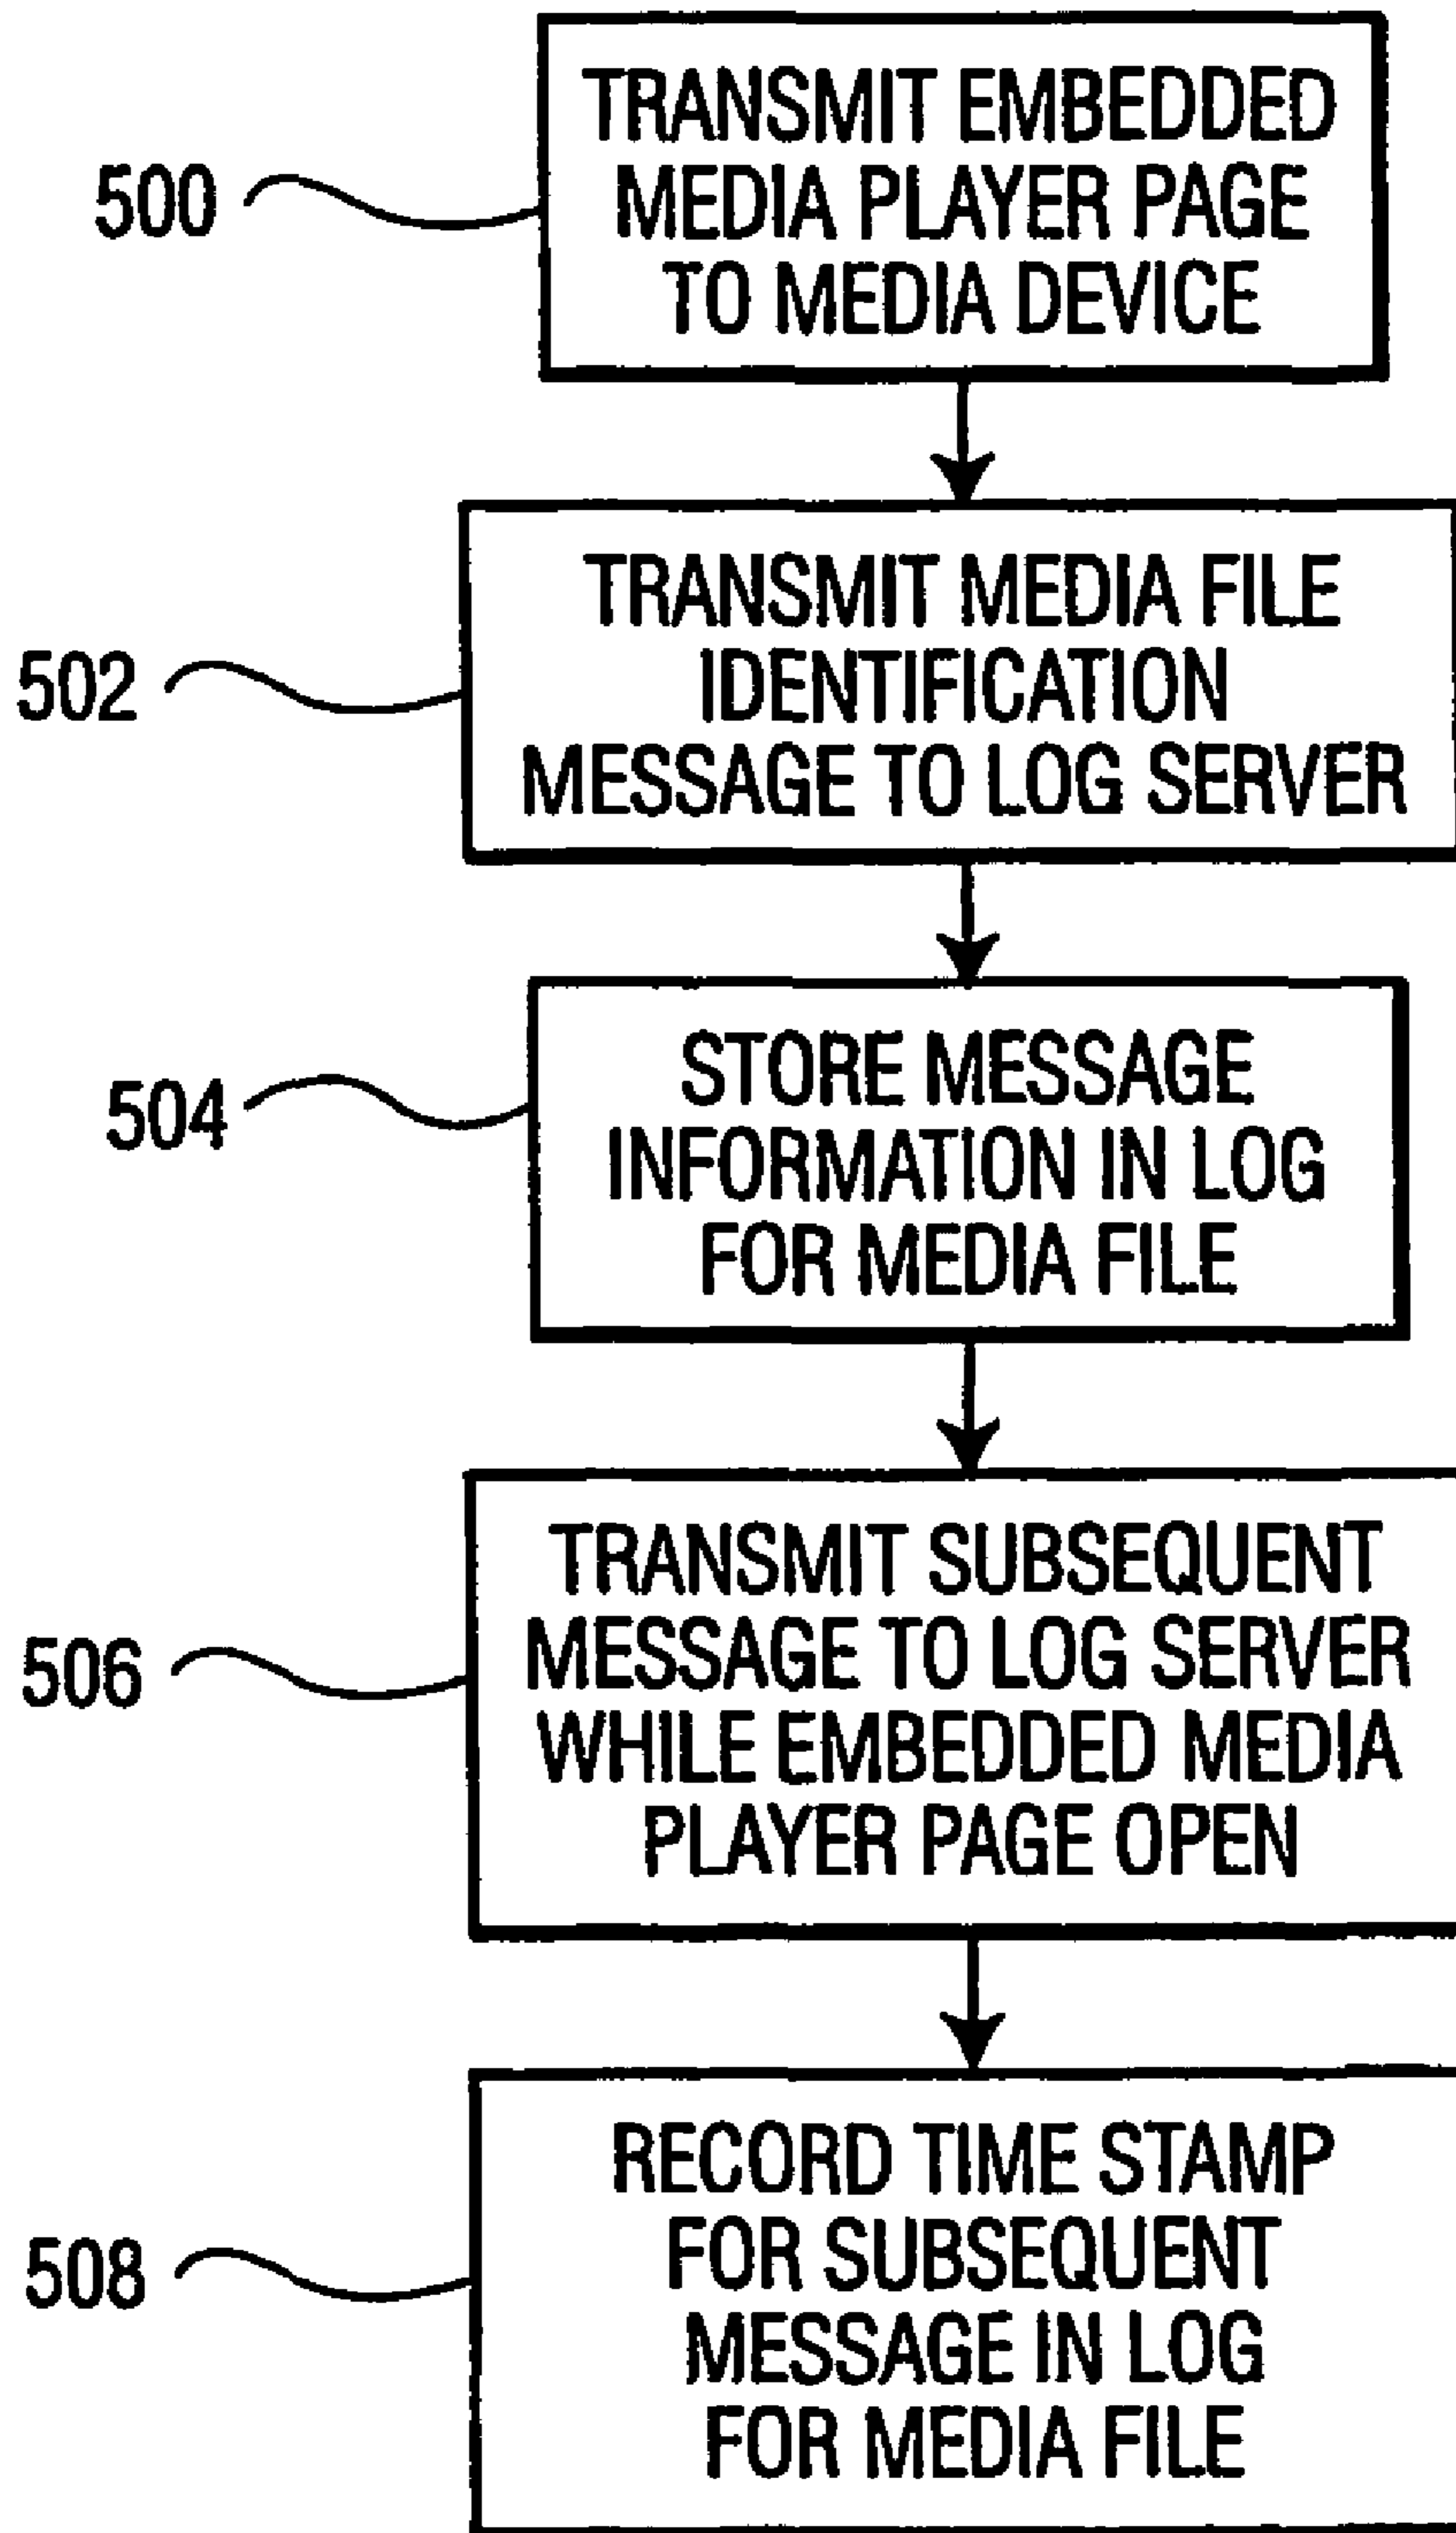 TRANSMIT EMBEDDED
MEDIA PLAYER PAGE
TO MEDIA DEVICE
500
TRANSMIT MEDIA FILE
IDENTIFICATION
MESSAGE TO LOG SERVER
502
STORE MESSAGE
INFORMATION IN LOG
FOR MEDIA FILE
504
TRANSMIT SUBSEQUENT
MESSAGE TO LOG SERVER
WHILE EMBEDDED MEDIA
PLAYER PAGE OPEN
506
RECORD TIME STAMP
FOR SUBSEQUENT
MESSAGE IN LOG
FOR MEDIA FILE
508